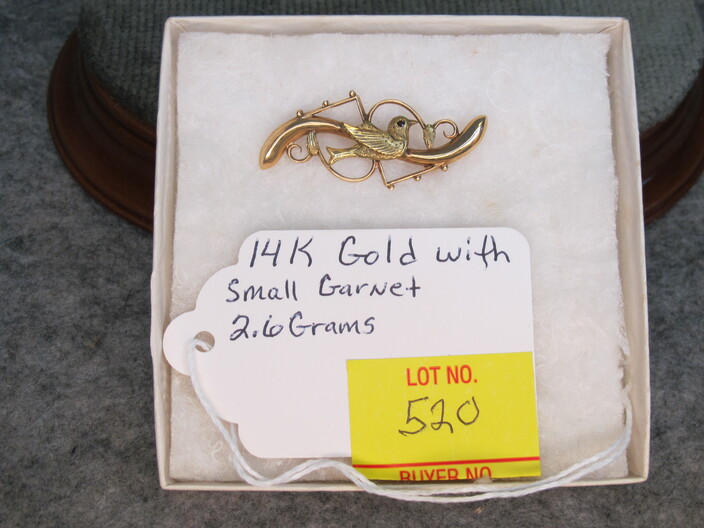 14K Gold with
Small Garnet
2.6 Grams
LOT NO.
520
BUYER NO